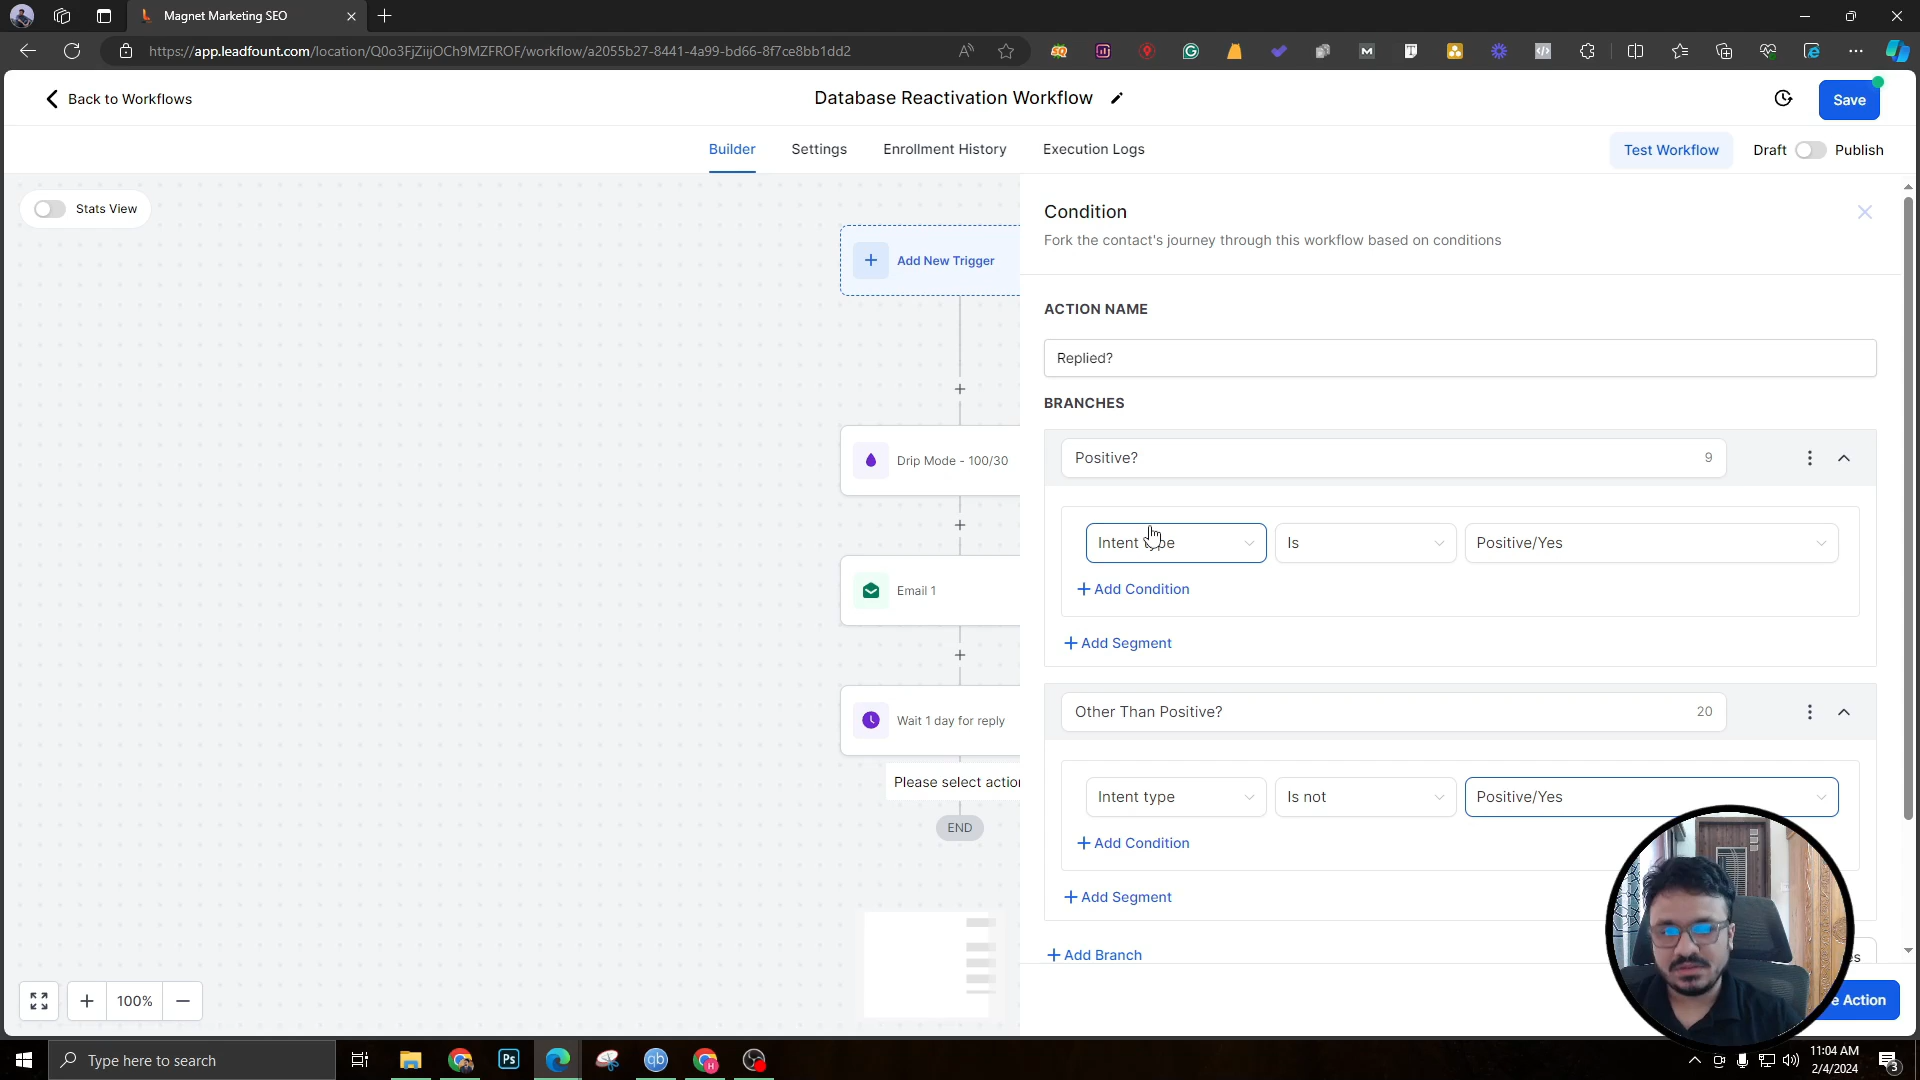 Magnet Marketing SEO
https://app.leadfount.com/location/Q0o3FjZiijOCh9MZFROF/workflow/a2055b27-8441-4a99-bd66-8f7ce8bb1dd2
Back to Workflows
Database Reactivation Workflow
Save
Builder
Settings
Enrollment History
Execution Logs
Test Workflow
Draft
Publish
Stats View
Add New Trigger
Drip Mode - 100/30
Email 1
Wait 1 day for reply
Please select action
END
100%
Condition
Fork the contact's journey through this workflow based on conditions
ACTION NAME
Replied?
BRANCHES
Positive?
9
Intent type
Is
Positive/Yes
+ Add Condition
+ Add Segment
Other Than Positive?
20
Intent type
Is not
Positive/Yes
+ Add Condition
+ Add Segment
+ Add Branch
Action
Type here to search
11:04 AM
2/4/2024
3